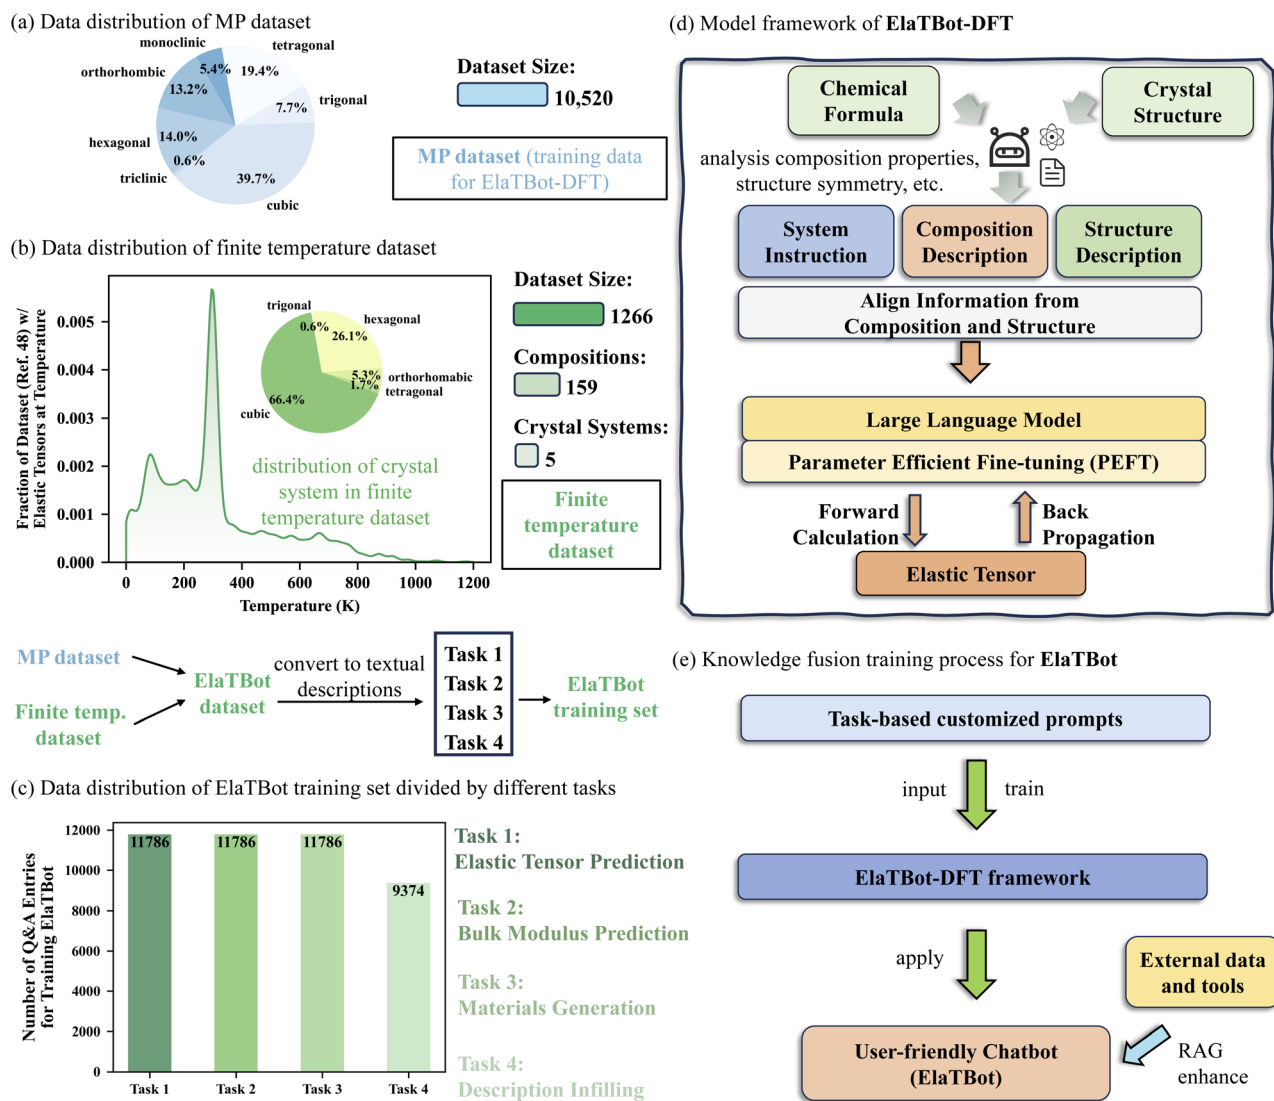 (a) Data distribution of MP dataset
monoclinic
tetragonal
orthorhombic
5.4%
19.4%
13.2%
7.7%
trigonal
hexagonal
14.0%
0.6%
triclinic
39.7%
cubic
Dataset Size:
10,520
MP dataset (training data
for ElaTBot-DFT)
(b) Data distribution of finite temperature dataset
Fraction of Dataset (Ref. 48) w/
Elastic Tensors at Temperature
0.005
0.004
0.003
0.002
0.001
0.000
0
200
400
600
800
1000
1200
Temperature (K)
trigonal
0.6%
hexagonal
26.1%
5.3%
orthorhomabic
1.7%
tetragonal
66.4%
cubic
distribution of crystal
system in finite
temperature dataset
Dataset Size:
1266
Compositions:
159
Crystal Systems:
5
Finite
temperature
dataset
MP dataset
Finite temp.
dataset
ElaTBot
dataset
convert to textual
descriptions
Task 1
Task 2
Task 3
Task 4
ElaTBot
training set
(c) Data distribution of ElaTBot training set divided by different tasks
Number of Q&A Entries
for Training ElaTBot
12000
10000
8000
6000
4000
2000
0
11786
11786
11786
9374
Task 1
Task 2
Task 3
Task 4
Task 1:
Elastic Tensor Prediction
Task 2:
Bulk Modulus Prediction
Task 3:
Materials Generation
Task 4:
Description Infilling
(d) Model framework of ElaTBot-DFT
Chemical
Formula
Crystal
Structure
analysis composition properties,
structure symmetry, etc.
System
Instruction
Composition
Description
Structure
Description
Align Information from
Composition and Structure
Large Language Model
Parameter Efficient Fine-tuning (PEFT)
Forward
Calculation
Back
Propagation
Elastic Tensor
(e) Knowledge fusion training process for ElaTBot
Task-based customized prompts
input
train
ElaTBot-DFT framework
apply
External data
and tools
User-friendly Chatbot
(ElaTBot)
RAG
enhance